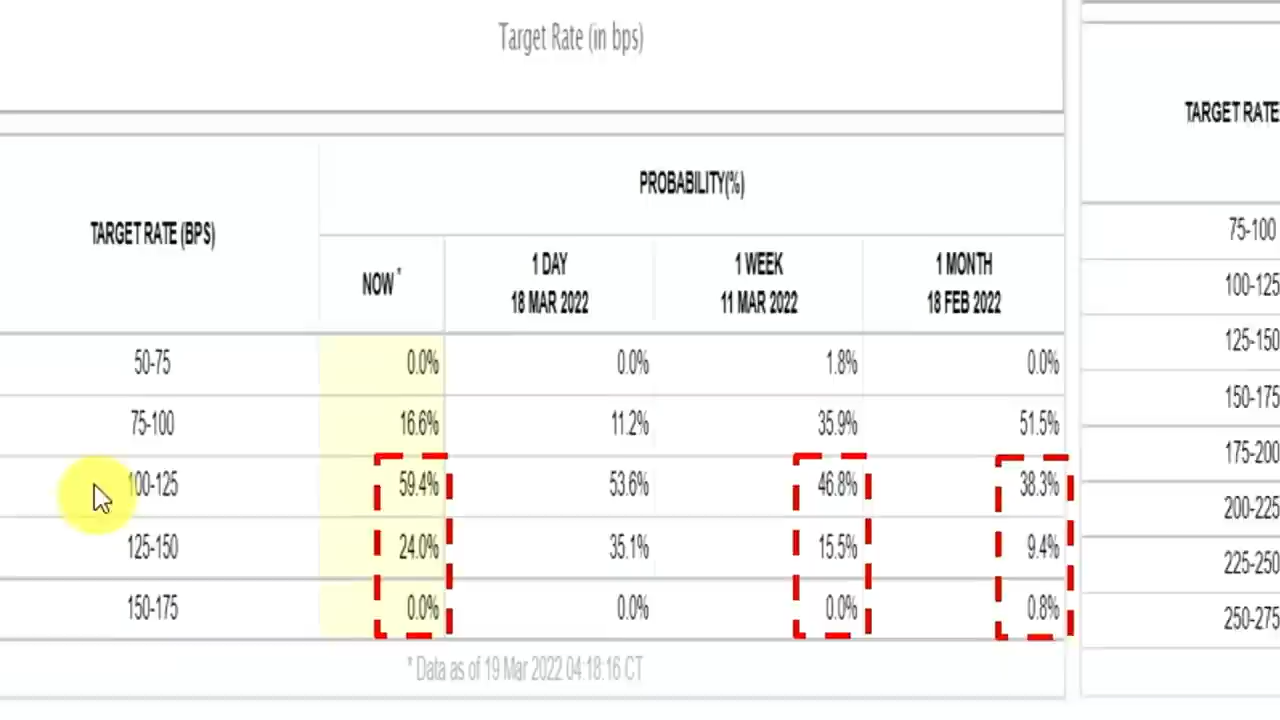 Target Rate (in bps)
TARGET RATE (BPS)
PROBABILITY(%)
NOW *
1 DAY
18 MAR 2022
1 WEEK
11 MAR 2022
1 MONTH
18 FEB 2022
50-75 0.0% 0.0% 1.8% 0.0%
75-100 16.6% 11.2% 35.9% 51.5%
100-125 59.4% 53.6% 46.8% 38.3%
125-150 24.0% 35.1% 15.5% 9.4%
150-175 0.0% 0.0% 0.0% 0.8%
* Data as of 19 Mar 2022 04:18:16 CT
TARGET RATE
75-100
100-125
125-150
150-175
175-200
200-225
225-250
250-275